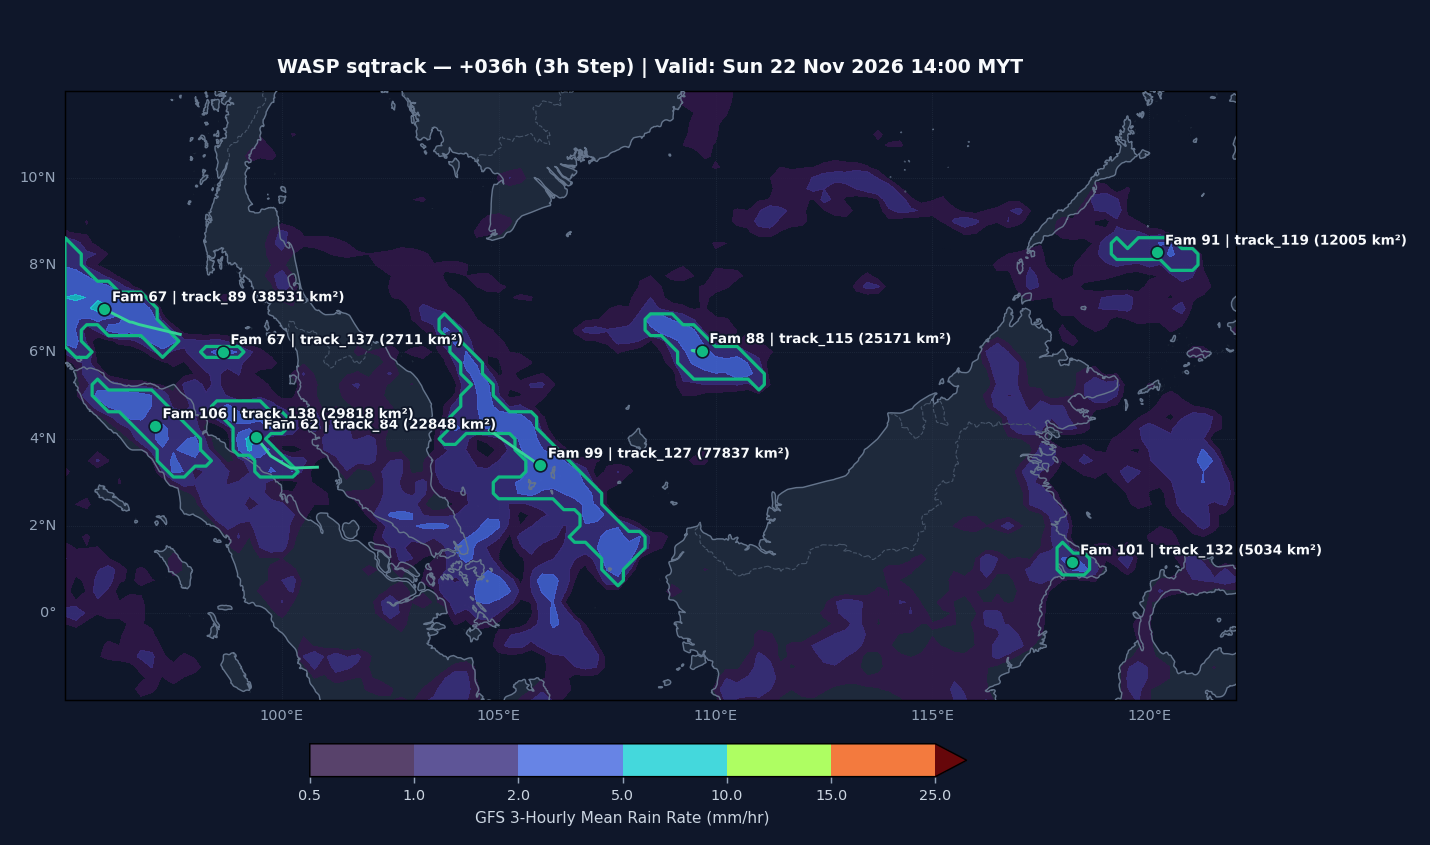 WASP sqtrack — +036h (3h Step) | Valid: Sun 22 Nov 2026 14:00 MYT
10°N
8°N
6°N
4°N
2°N
0°
Fam 91 | track_119 (12005 km²)
Fam 67 | track_89 (38531 km²)
Fam 67 | track_137 (2711 km²)
Fam 88 | track_115 (25171 km²)
Fam 106 | track_138 (29818 km²)
Fam 62 | track_84 (22848 km²)
Fam 99 | track_127 (77837 km²)
Fam 101 | track_132 (5034 km²)
100°E 105°E 110°E 115°E 120°E
0.5 1.0 2.0 5.0 10.0 15.0 25.0
GFS 3-Hourly Mean Rain Rate (mm/hr)